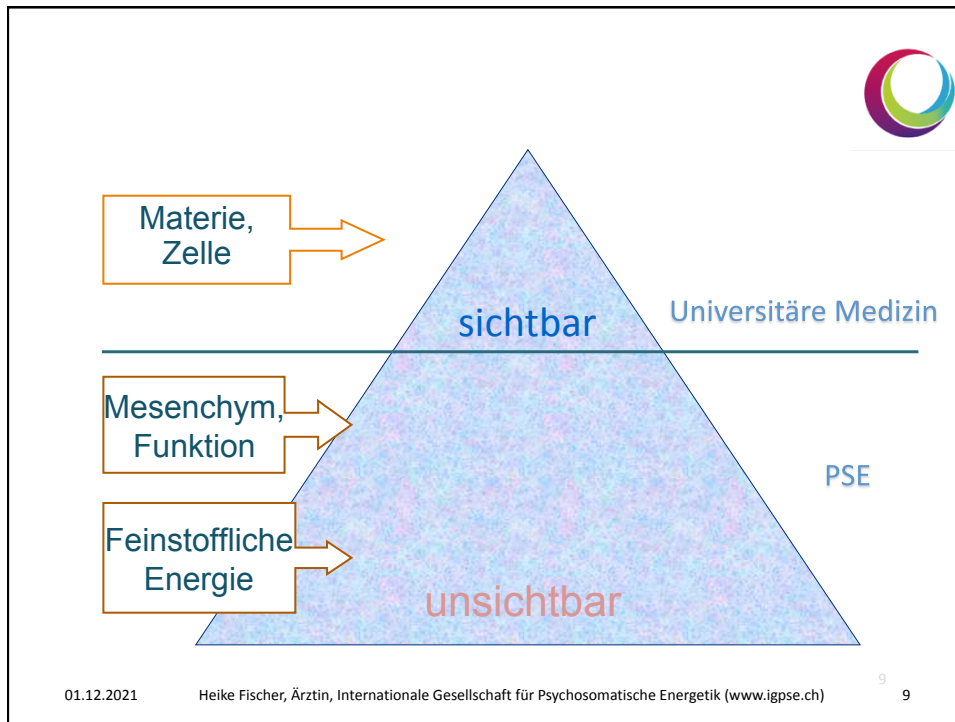 Materie,
Zelle
sichtbar
Universitäre Medizin
Mesenchym,
Funktion
PSE
Feinstoffliche
Energie
unsichtbar
9
01.12.2021 Heike Fischer, Ärztin, Internationale Gesellschaft für Psychosomatische Energetik (www.igpse.ch) 9